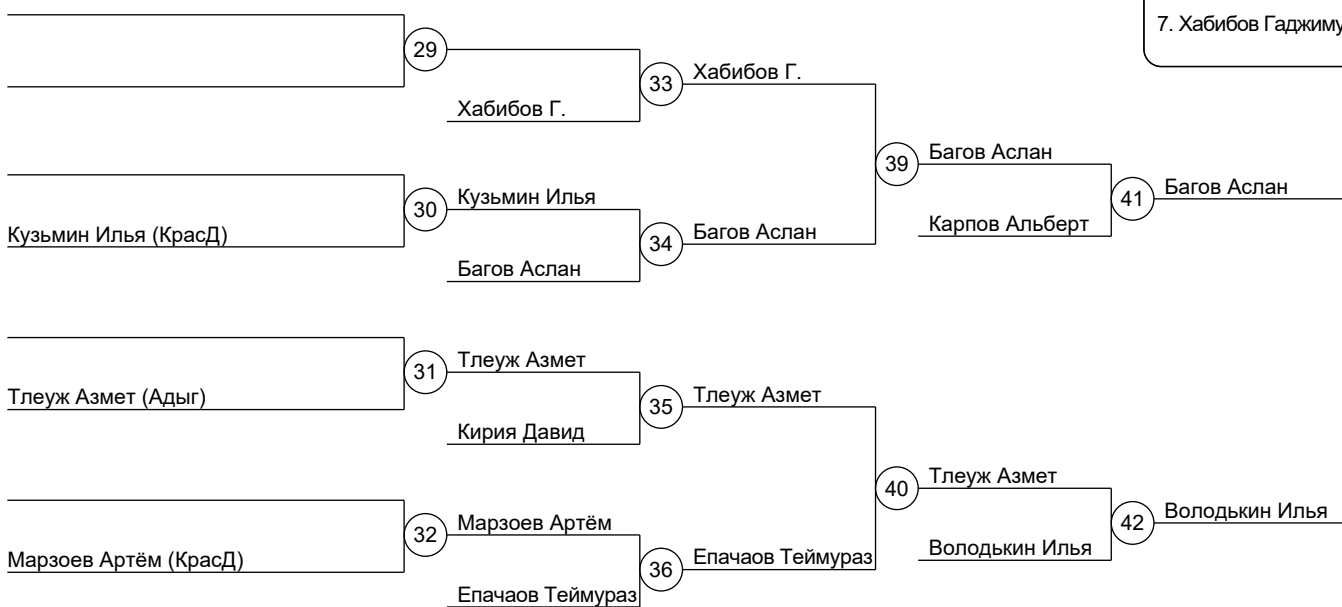 7. Хабибов Гаджиму
29
33
Хабибов Г.
Хабибов Г.
39
Багов Аслан
30
Кузьмин Илья
41
Багов Аслан
Кузьмин Илья (КрасД)
34
Багов Аслан
Карпов Альберт
Багов Аслан
31
Тлеуж Азмет
Тлеуж Азмет (Адыг)
35
Тлеуж Азмет
Кирия Давид
40
Тлеуж Азмет
32
Марзоев Артём
42
Володькин Илья
Марзоев Артём (КрасД)
36
Епачаов Теймураз
Володькин Илья
Епачаов Теймураз